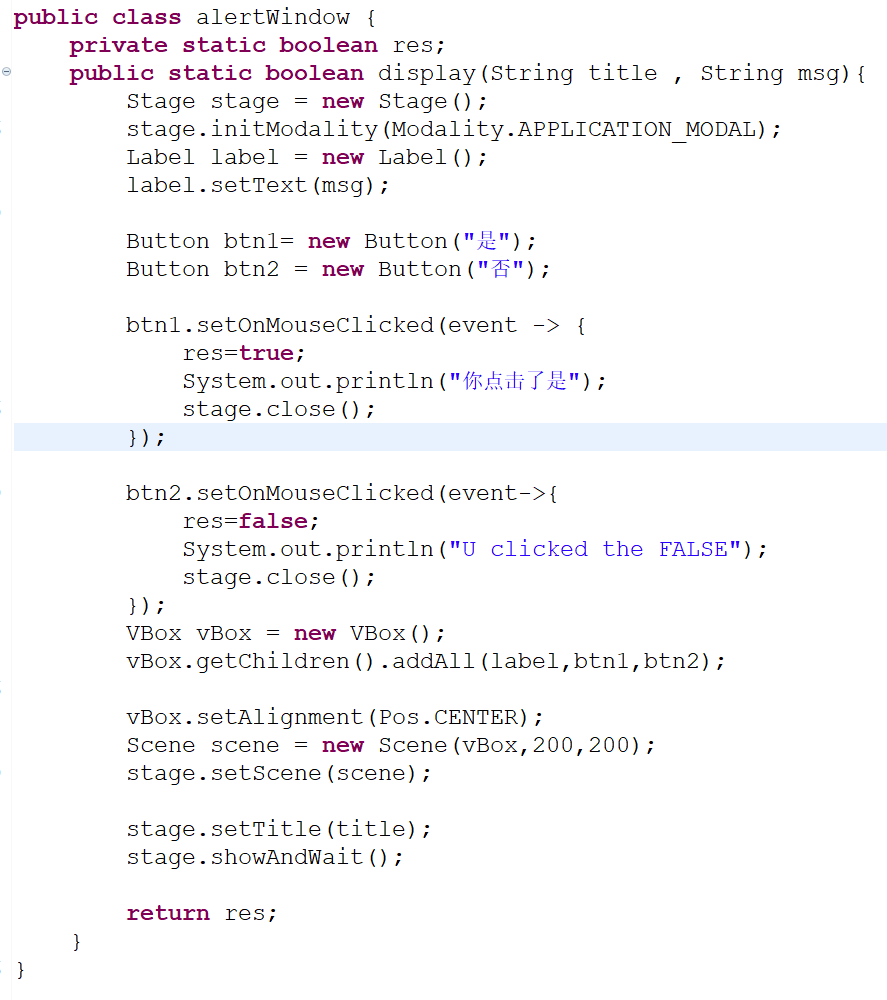 public class alertWindow {
    private static boolean res;
    public static boolean display(String title , String msg){
        Stage stage = new Stage();
        stage.initModality(Modality.APPLICATION_MODAL);
        Label label = new Label();
        label.setText(msg);

        Button btn1= new Button("是");
        Button btn2 = new Button("否");

        btn1.setOnMouseClicked(event -> {
            res=true;
            System.out.println("你点击了是");
            stage.close();
        });

        btn2.setOnMouseClicked(event->{
            res=false;
            System.out.println("U clicked the FALSE");
            stage.close();
        });
        VBox vBox = new VBox();
        vBox.getChildren().addAll(label,btn1,btn2);

        vBox.setAlignment(Pos.CENTER);
        Scene scene = new Scene(vBox,200,200);
        stage.setScene(scene);

        stage.setTitle(title);
        stage.showAndWait();

        return res;
    }
}